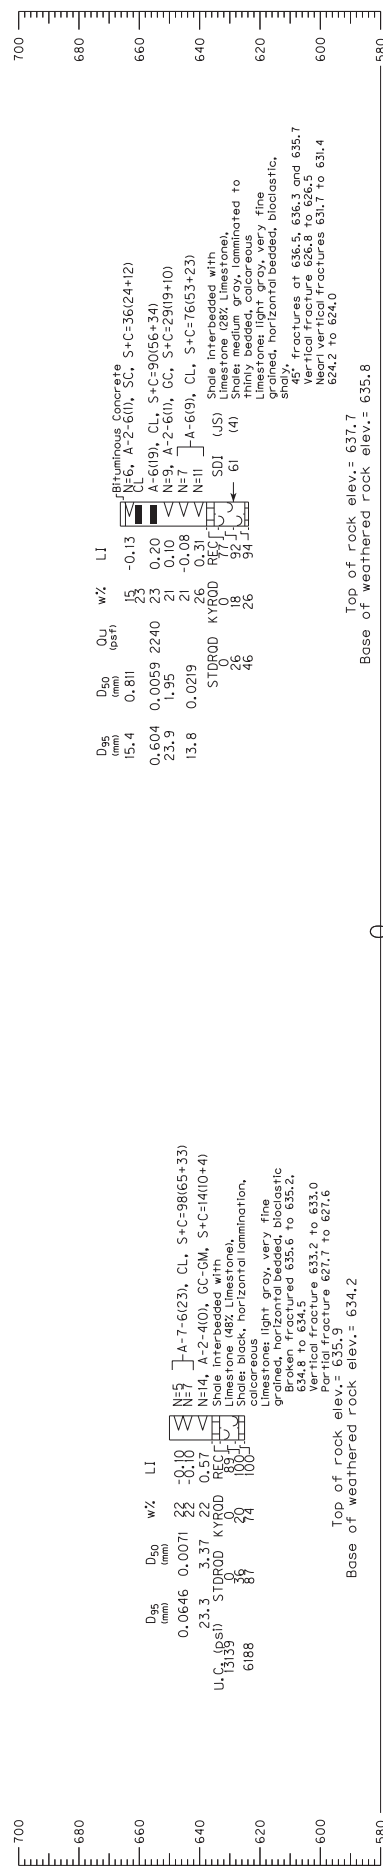 700
680
660
640
620
600
580
Bituminous Concrete
N=6, A-2-6(1), SC, S+C=36(24+12)
CL
A-6(19), CL, S+C=90(56+34)
N=9, A-2-6(1), GC, S+C=29(19+10)
N=7
A-6(9), CL, S+C=76(53+23)
N=11
SDI (JS)
61 (4)
Shale Interbedded with
Limestone (28% Limestone),
Shale: medium gray, laminated to
thinly bedded, calcareous
Limestone: light gray, very fine
grained, horizontal bedded, bioclastic,
shaly,
45° fractures at 636.5, 636.3 and 635.7
Vertical fracture 626.8 to 626.5
Nearl vertical fractures 631.7 to 631.4
624.2 to 624.0
Top of rock elev.= 637.7
Base of weathered rock elev.= 635.8
D95 (mm) D50 (mm) Qu (psf) w% LI
15.4 0.811 15 -0.13
23
0.604 0.0059 2240 23 0.20
23.9 1.95 21 0.10
13.8 0.0219 21 -0.08
26 0.31
STDRQD KYRQD REC
0 0 77
26 18 92
46 26 94
N=5
N=7
A-7-6(23), CL, S+C=98(65+33)
N=14, A-2-4(0), GC-GM, S+C=14(10+4)
Shale Interbedded with
Limestone (48% Limestone),
Shale: black, horizontal lammination,
calcareous
Limestone: light gray, very fine
grained, horizontal bedded, bioclastic
Broken fractured 635.6 to 635.2,
634.8 to 634.5
Vertical fracture 633.2 to 633.0
Partial fracture 627.7 to 627.6
Top of rock elev.= 635.9
Base of weathered rock elev.= 634.2
D95 (mm) D50 (mm) w% LI
22 -0.10
0.0646 0.0071 22 -0.10
23.3 3.37 22 0.57
U.C. (psi) STDRQD KYRQD REC
13139 0 0 89
36 20 100
6188 87 74 100
700
680
660
640
620
600
580